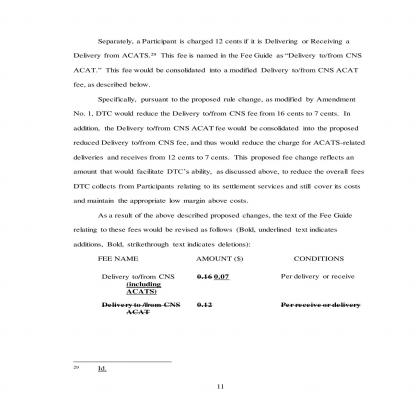 Separately, a Participant is charged 12 cents if it is Delivering or Receiving a
Delivery from ACATS.29 This fee is named in the Fee Guide as “Delivery to/from CNS
ACAT.” This fee would be consolidated into a modified Delivery to/from CNS ACAT
fee, as described below.
Specifically, pursuant to the proposed rule change, as modified by Amendment
No. 1, DTC would reduce the Delivery to/from CNS fee from 16 cents to 7 cents. In
addition, the Delivery to/from CNS ACAT fee would be consolidated into the proposed
reduced Delivery to/from CNS fee, and thus would reduce the charge for ACATS-related
deliveries and receives from 12 cents to 7 cents. This proposed fee change reflects an
amount that would facilitate DTC’s ability, as discussed above, to reduce the overall fees
DTC collects from Participants relating to its settlement services and still cover its costs
and maintain the appropriate low margin above costs.
As a result of the above described proposed changes, the text of the Fee Guide
relating to these fees would be revised as follows (Bold, underlined text indicates
additions, Bold, strikethrough text indicates deletions):
FEE NAME AMOUNT ($) CONDITIONS
Delivery to/from CNS 0.16 0.07 Per delivery or receive
(including
ACATS)
Delivery to /from CNS 0.12 Per receive or delivery
ACAT
29 Id.
11